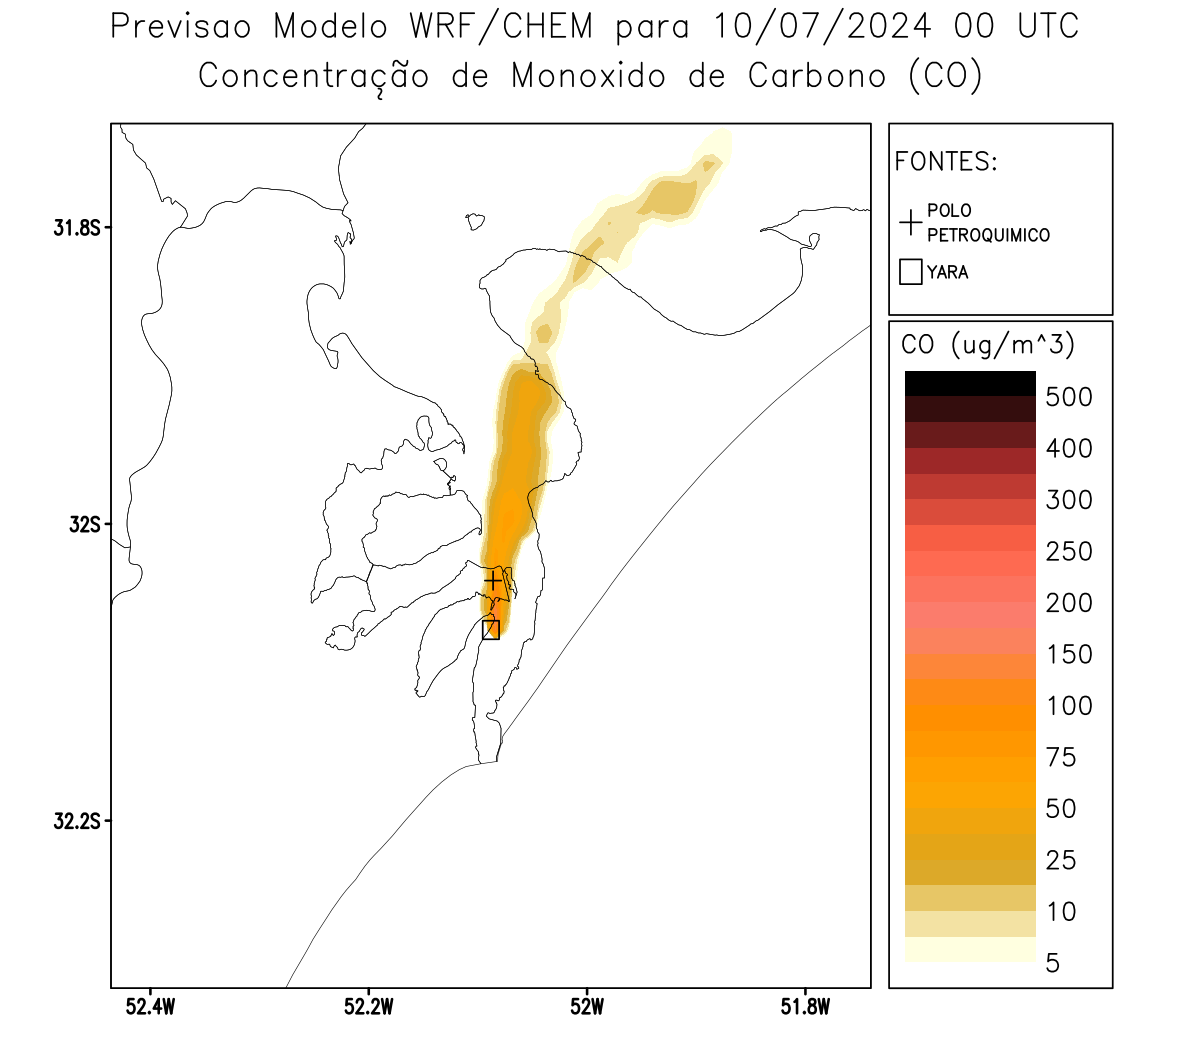 Previsao Modelo WRF/CHEM para 10/07/2024 00 UTC
Concentração de Monoxido de Carbono (CO)
FONTES:
POLO
PETROQUIMICO
YARA
CO (ug/m^3)
500
400
300
250
200
150
100
75
50
25
10
5
31.8S
32S
32.2S
52.4W
52.2W
52W
51.8W